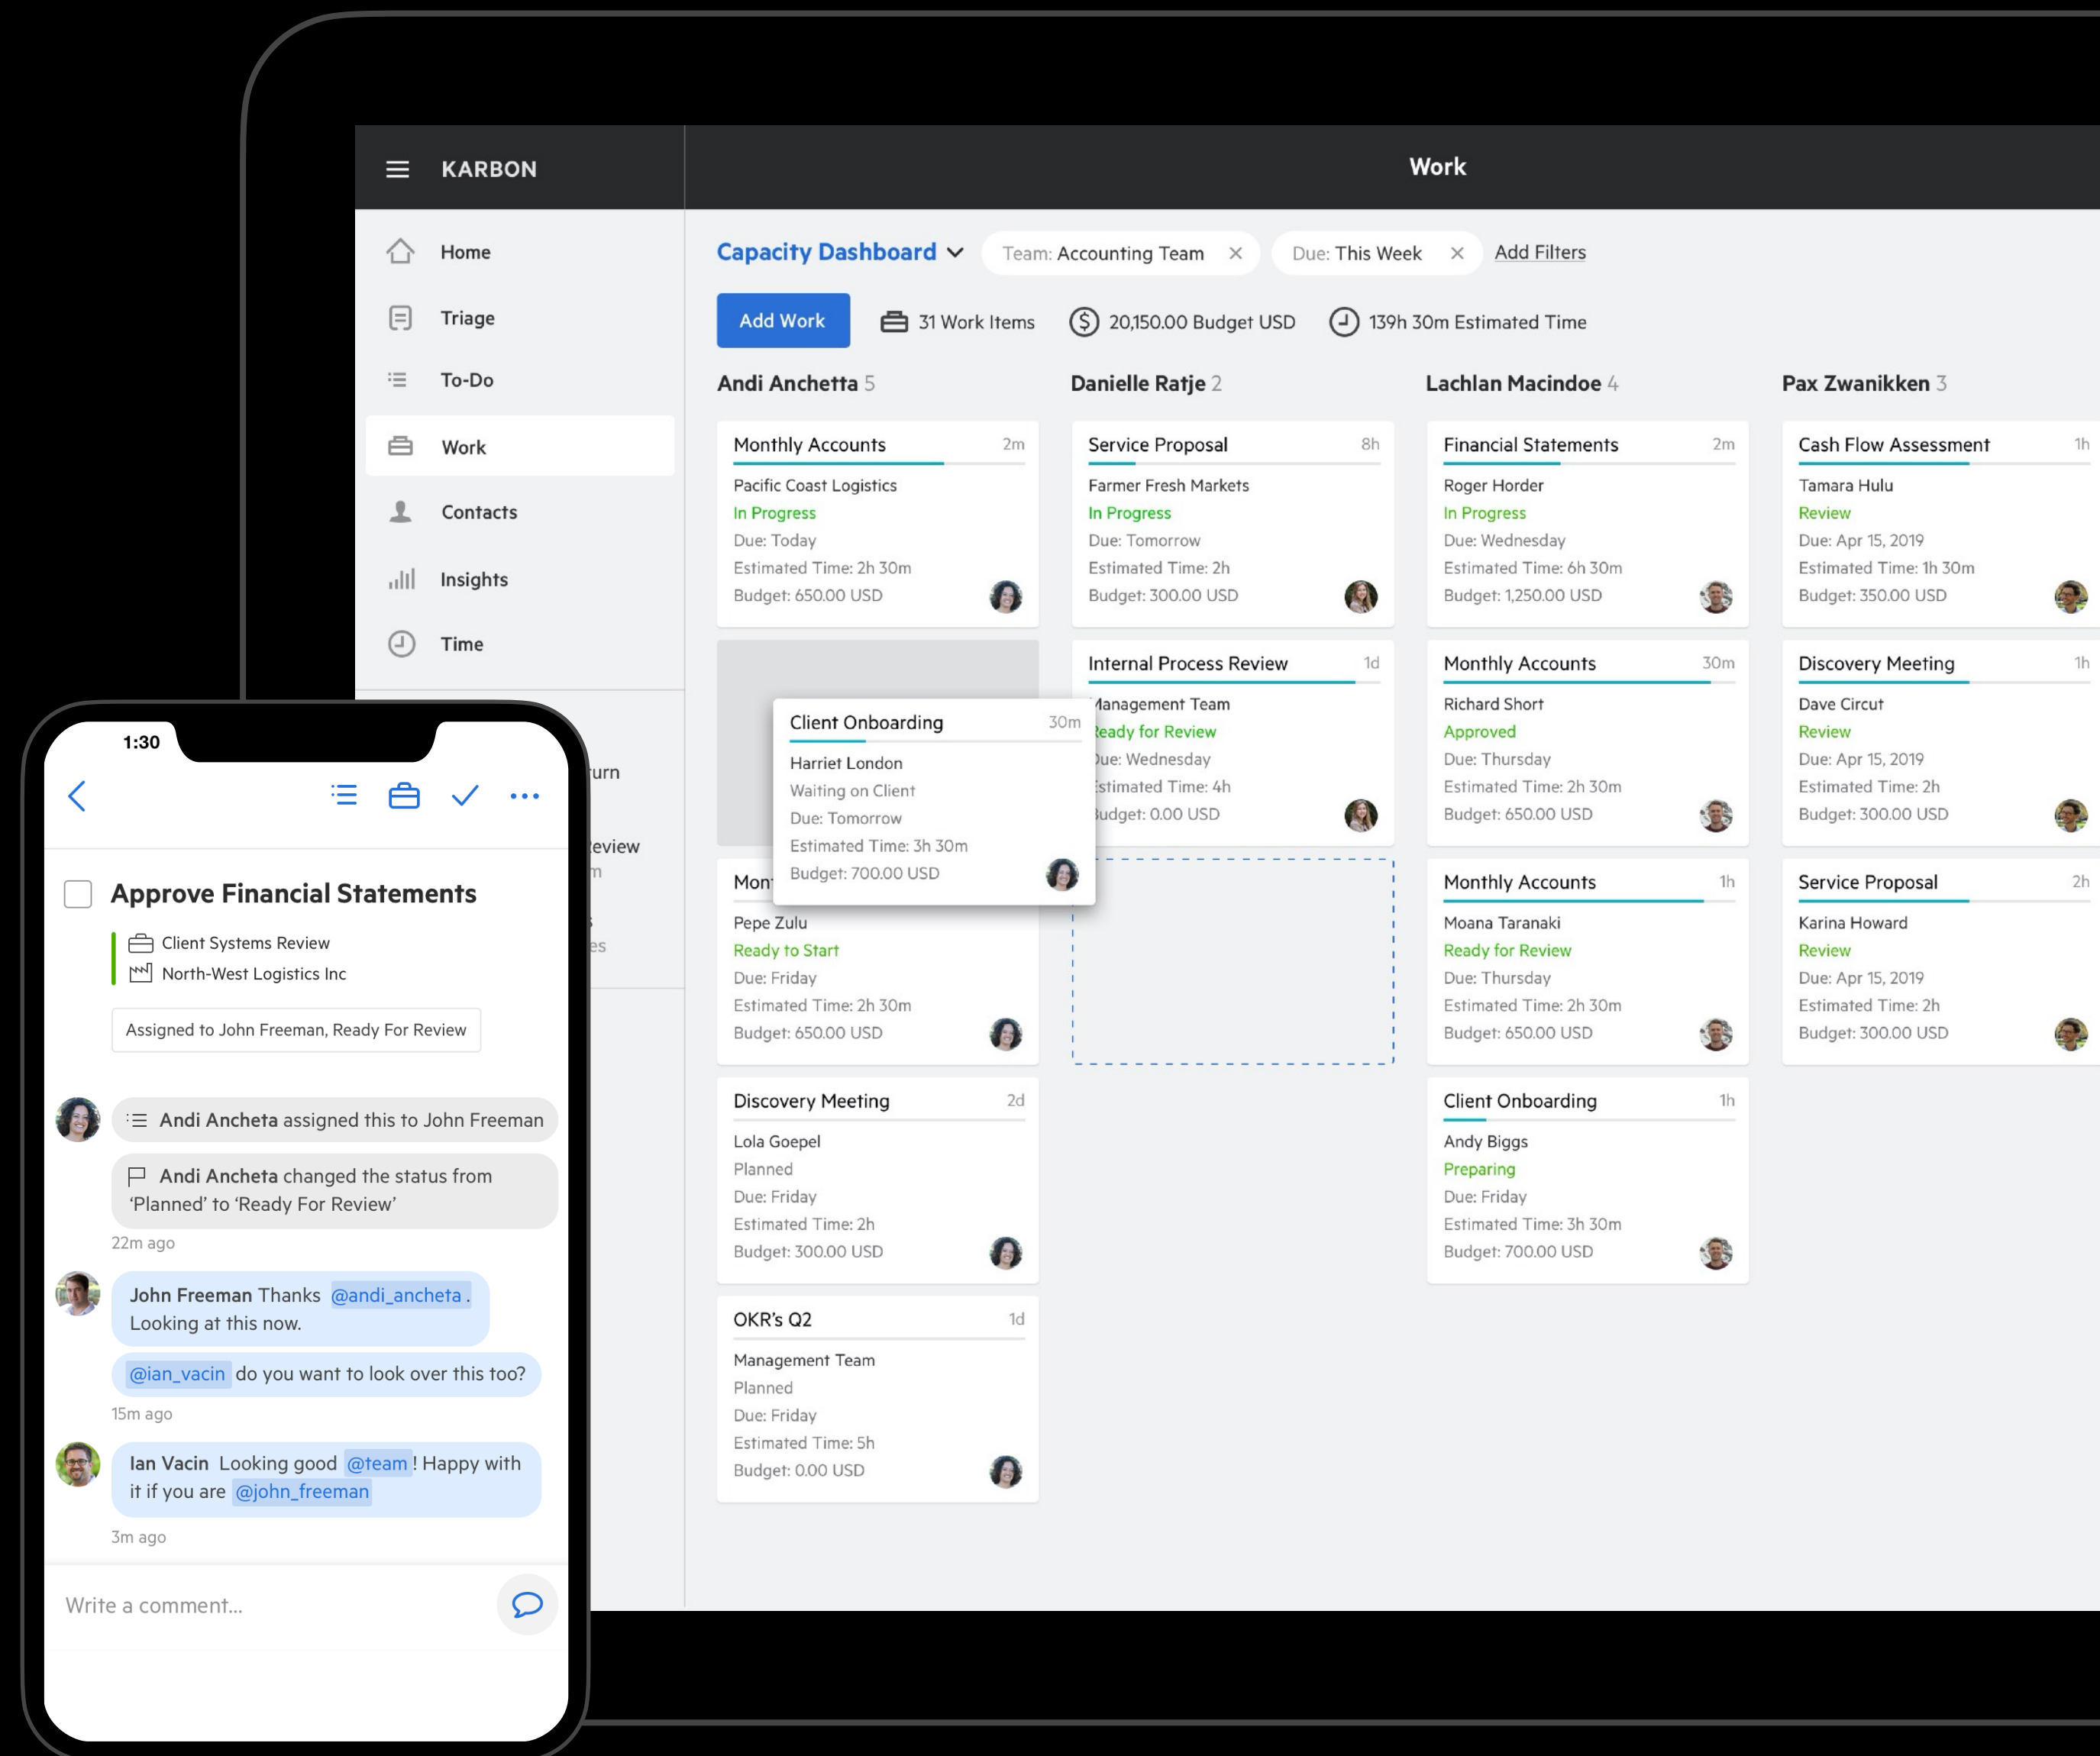 KARBON
Work
Home
Triage
To-Do
Work
Contacts
Insights
Time
urn
eview
m
s
es
Capacity Dashboard
Team: Accounting Team
Due: This Week
Add Filters
Add Work
31 Work Items
20,150.00 Budget USD
139h 30m Estimated Time
Andi Anchetta 5
Monthly Accounts 2m
Pacific Coast Logistics
In Progress
Due: Today
Estimated Time: 2h 30m
Budget: 650.00 USD
Client Onboarding 30m
Harriet London
Waiting on Client
Due: Tomorrow
Estimated Time: 3h 30m
Budget: 700.00 USD
Mon
Pepe Zulu
Ready to Start
Due: Friday
Estimated Time: 2h 30m
Budget: 650.00 USD
Discovery Meeting 2d
Lola Goepel
Planned
Due: Friday
Estimated Time: 2h
Budget: 300.00 USD
OKR's Q2 1d
Management Team
Planned
Due: Friday
Estimated Time: 5h
Budget: 0.00 USD
Danielle Ratje 2
Service Proposal 8h
Farmer Fresh Markets
In Progress
Due: Tomorrow
Estimated Time: 2h
Budget: 300.00 USD
Internal Process Review 1d
Management Team
Ready for Review
Due: Wednesday
Estimated Time: 4h
Budget: 0.00 USD
Lachlan Macindoe 4
Financial Statements 2m
Roger Horder
In Progress
Due: Wednesday
Estimated Time: 6h 30m
Budget: 1,250.00 USD
Monthly Accounts 30m
Richard Short
Approved
Due: Thursday
Estimated Time: 2h 30m
Budget: 650.00 USD
Monthly Accounts 1h
Moana Taranaki
Ready for Review
Due: Thursday
Estimated Time: 2h 30m
Budget: 650.00 USD
Client Onboarding 1h
Andy Biggs
Preparing
Due: Friday
Estimated Time: 3h 30m
Budget: 700.00 USD
Pax Zwanikken 3
Cash Flow Assessment 1h
Tamara Hulu
Review
Due: Apr 15, 2019
Estimated Time: 1h 30m
Budget: 350.00 USD
Discovery Meeting 1h
Dave Circut
Review
Due: Apr 15, 2019
Estimated Time: 2h
Budget: 300.00 USD
Service Proposal 2h
Karina Howard
Review
Due: Apr 15, 2019
Estimated Time: 2h
Budget: 300.00 USD
1:30
Approve Financial Statements
Client Systems Review
North-West Logistics Inc
Assigned to John Freeman, Ready For Review
Andi Ancheta assigned this to John Freeman
Andi Ancheta changed the status from
‘Planned’ to ‘Ready For Review’
22m ago
John Freeman Thanks @andi_ancheta .
Looking at this now.
@ian_vacin do you want to look over this too?
15m ago
Ian Vacin Looking good @team ! Happy with
it if you are @john_freeman
3m ago
Write a comment...